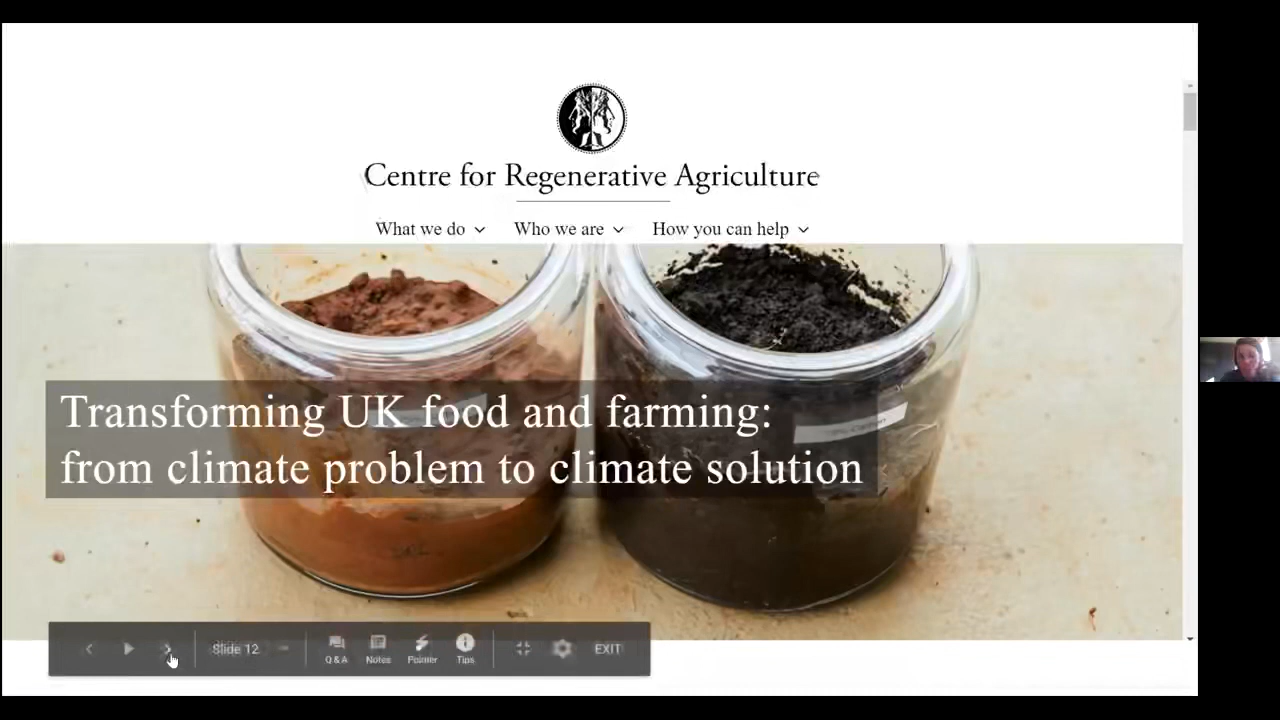 Centre for Regenerative Agriculture
What we do Who we are How you can help
Transforming UK food and farming:
from climate problem to climate solution
Slide 12
Q&A Notes Pointer Tips
EXIT